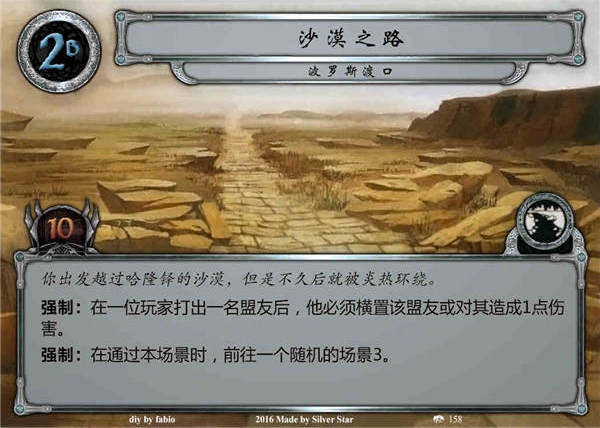 2B
沙漠之路
波罗斯渡口
10
你出发越过哈隆铎的沙漠，但是不久后就被炎热环绕。
强制：在一位玩家打出一名盟友后，他必须横置该盟友或对其造成1点伤
害。
强制：在通过本场景时，前往一个随机的场景3。
diy by fabio 2016 Made by Silver Star 158